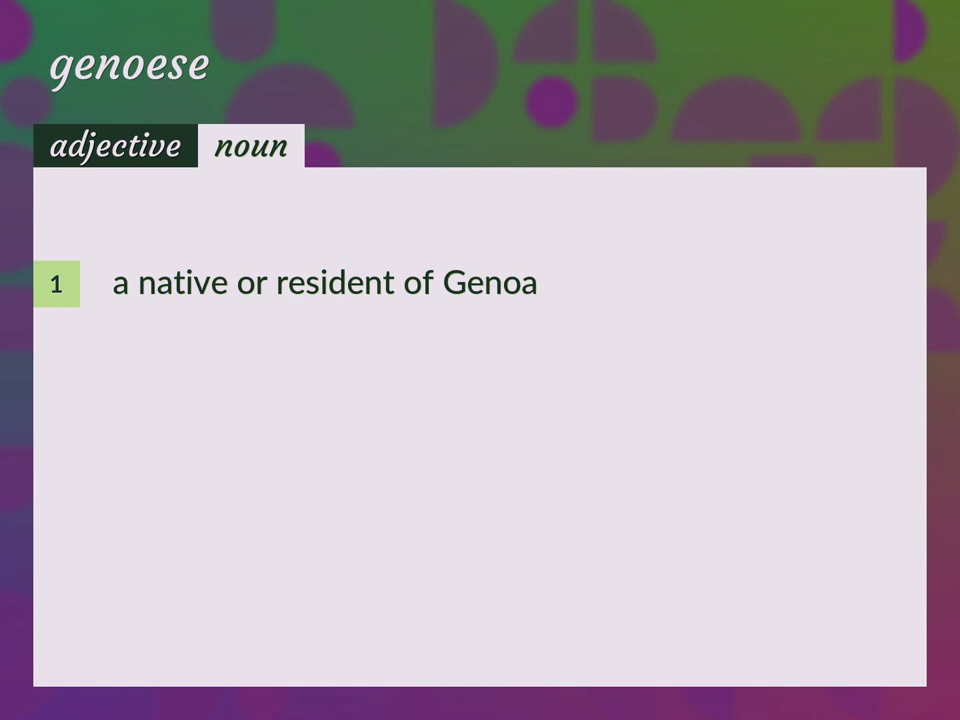 genoese
adjective noun
1 a native or resident of Genoa